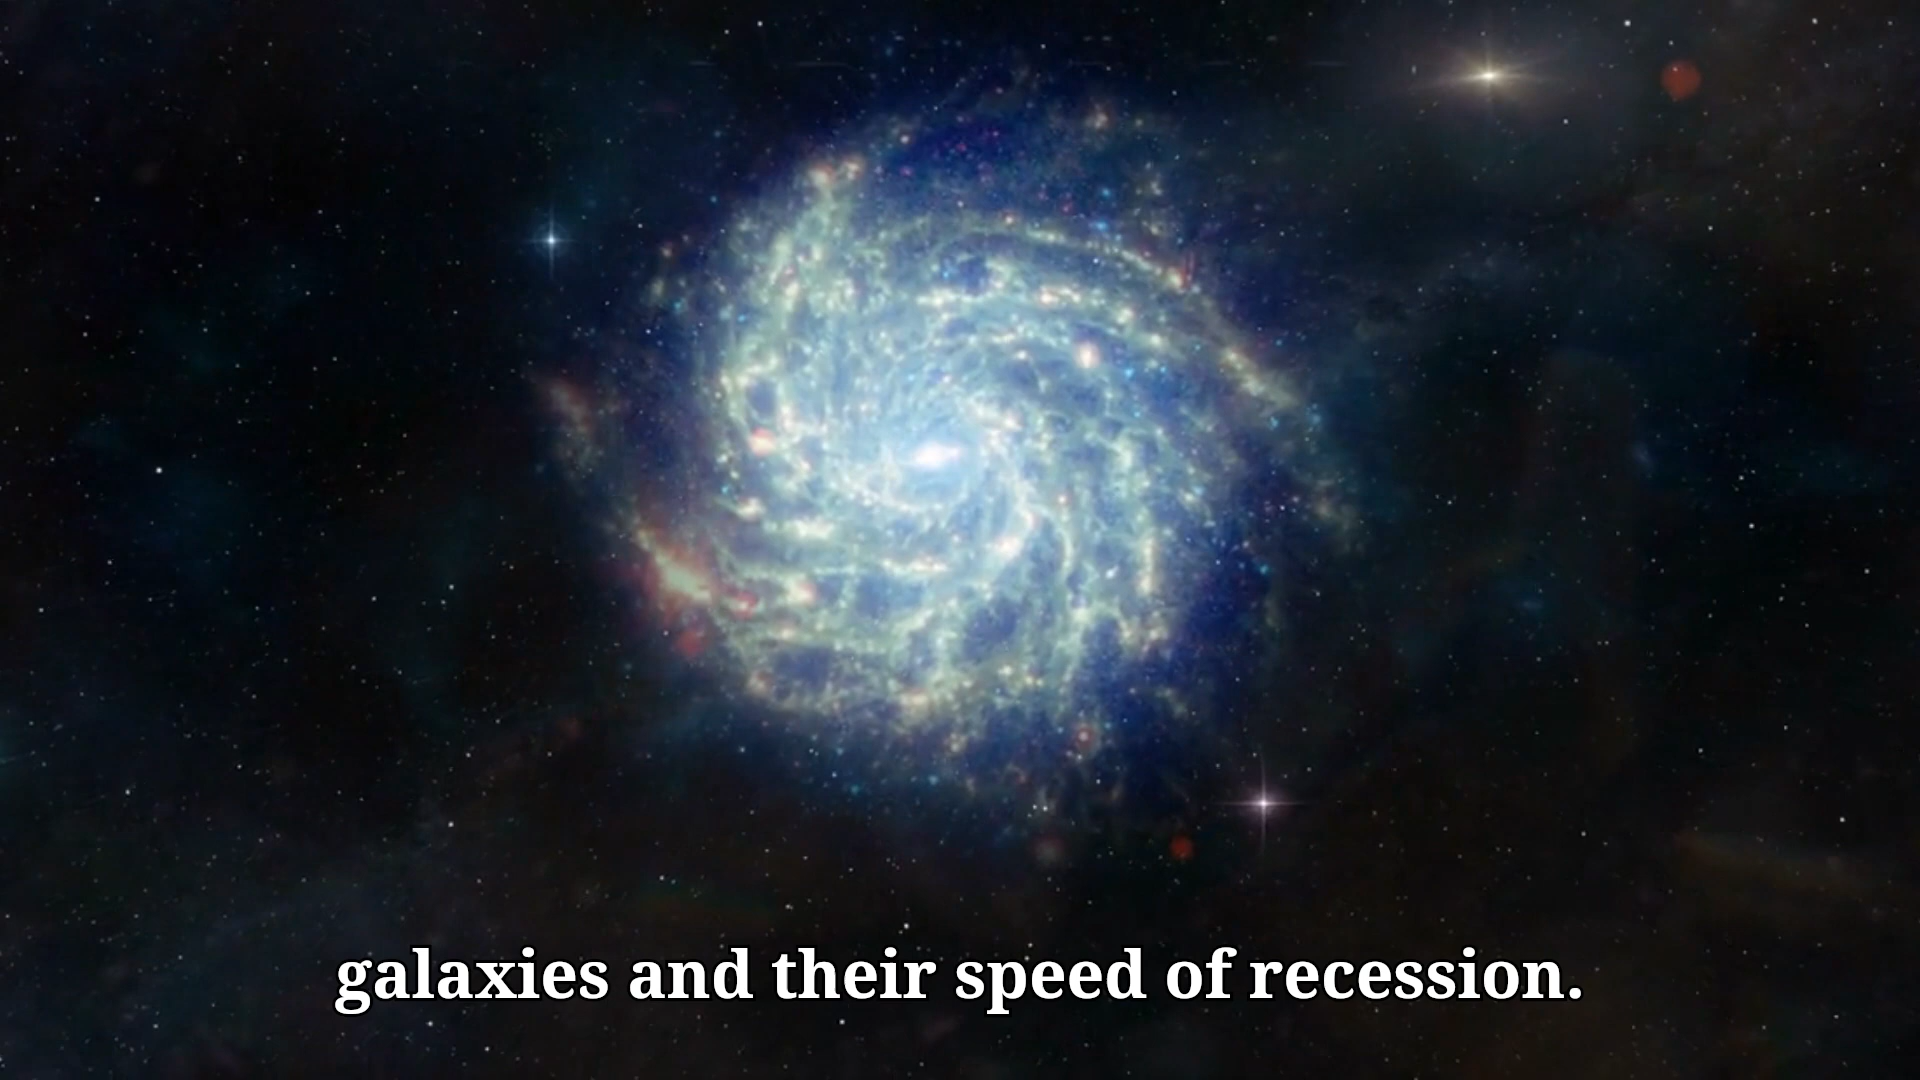 galaxies and their speed of recession.